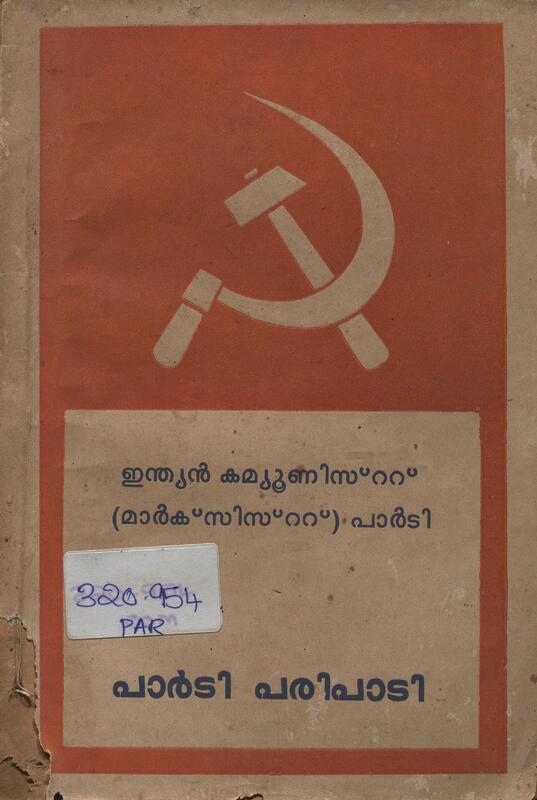 ഇന്ത്യൻ കമ്യൂണിസ്ററ്
(മാർക്സിസ്ററ്) പാർടി
320.954
PAR
പാർടി പരിപാടി